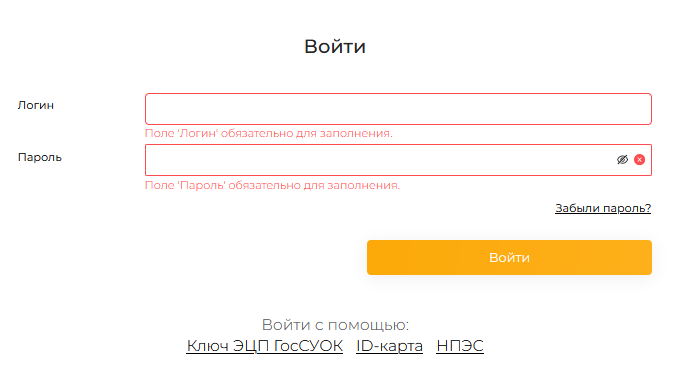 Войти
Логин
Поле 'Логин' обязательно для заполнения.
Пароль
Поле 'Пароль' обязательно для заполнения.
Забыли пароль?
Войти
Войти с помощью:
Ключ ЭЦП ГосСУОК ID-карта НПЭС